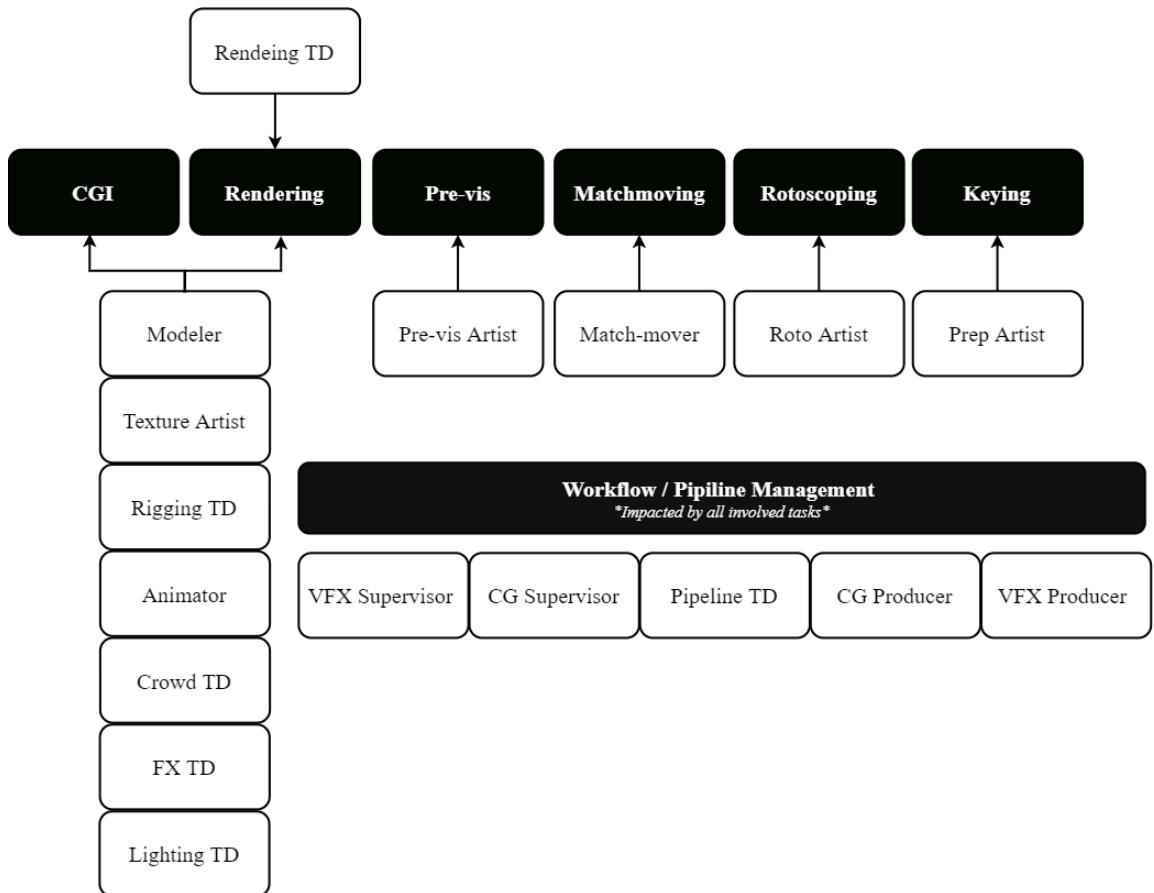 Rendeing TD
CGI
Rendering
Pre-vis
Matchmoving
Rotoscoping
Keying
Modeler
Pre-vis Artist
Match-mover
Roto Artist
Prep Artist
Texture Artist
Rigging TD
Animator
Crowd TD
FX TD
Lighting TD
Workflow / Pipiline Management
*Impacted by all involved tasks*
VFX Supervisor
CG Supervisor
Pipeline TD
CG Producer
VFX Producer